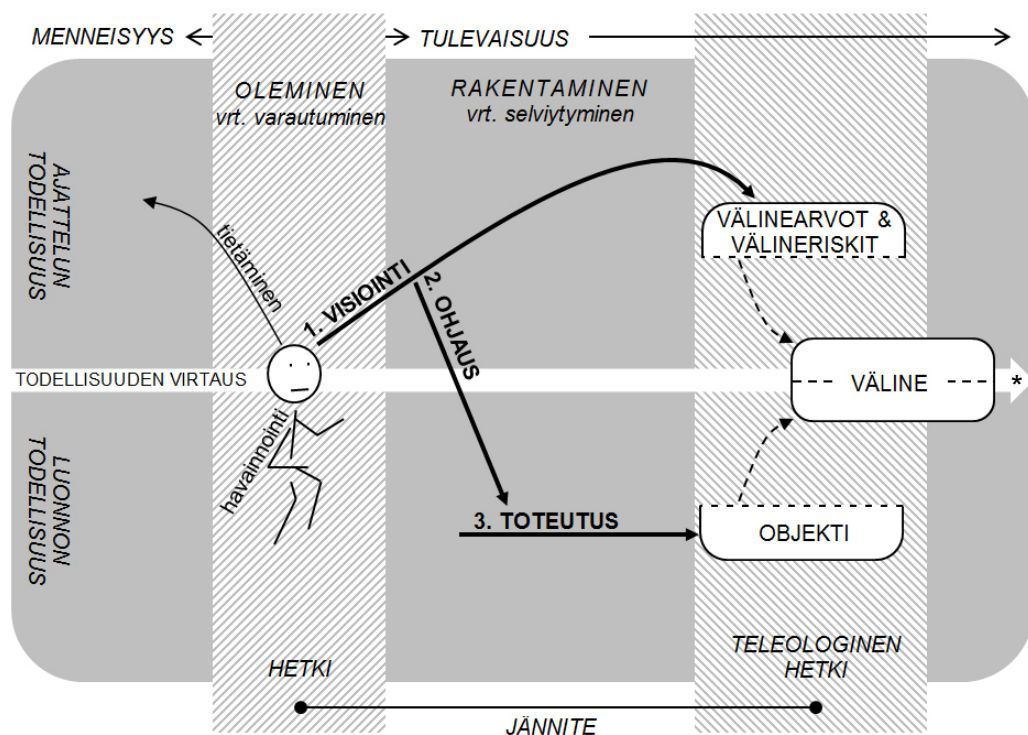 MENNEISYYS
TULEVAISUUS
OLEMINEN
vrt. varautuminen
RAKENTAMINEN
vrt. selviytyminen
AJATTELUN
TODELLISUUS
tietäminen
1. VISIOINTI
2. OHJAUS
VÄLINEARVOT &
VÄLINERISKIT
TODELLISUUDEN VIRTAUS
VÄLINE
*
havainnointi
LUONNON
TODELLISUUS
3. TOTEUTUS
OBJEKTI
HETKI
TELEOLOGINEN
HETKI
JÄNNITE